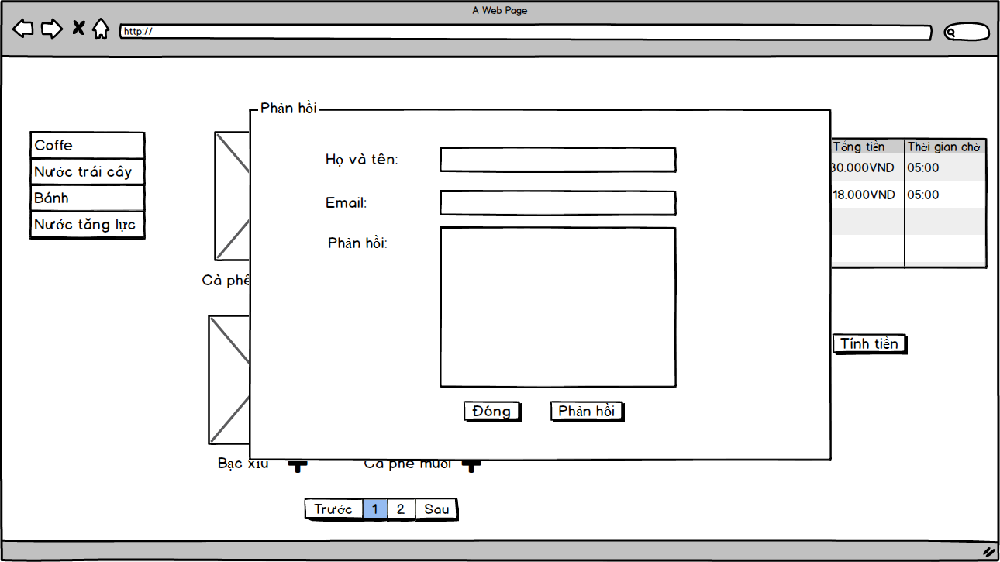 A Web Page
http://
Phản hồi
Coffe
Nước trái cây
Bánh
Nước tăng lực
Họ và tên:
Email:
Phản hồi:
Đóng
Phản hồi
Tổng tiền
Thời gian chờ
30.000VND
05:00
18.000VND
05:00
Tính tiền
Cà phê
Bạc xỉu
Cà phê muối
Trước
1
2
Sau